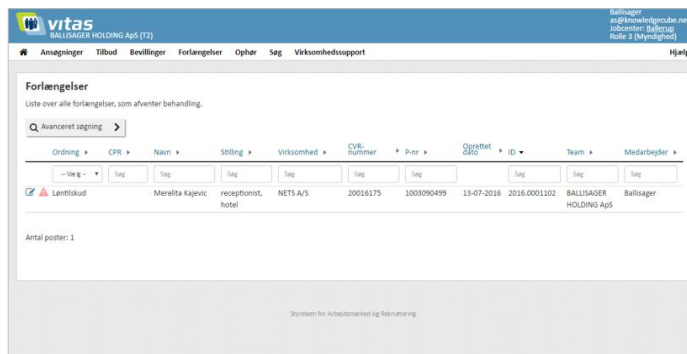 vitas
BALLISAGER HOLDING ApS (T2)
Ballisager
as@knowledgecube.ne
Jobcenter: Ballerup
Rolle 3 (Myndighed)
Ansøgninger Tilbud Bevillinger Forlængelser Ophør Søg Virksomhedssupport Hjælp
Forlængelser
Liste over alle forlængelser, som afventer behandling.
Avanceret søgning
Ordning CPR Navn Stilling Virksomhed CVR-nummer P-nr Oprettet dato ID Team Medarbejder
-- Vælg -- Søg Søg Søg Søg Søg Søg Søg Søg Søg
Løntilskud Merelita Kajevic receptionist, hotel NETS A/S 20016175 1003090499 13-07-2016 2016.0001102 BALLISAGER HOLDING ApS Ballisager
Antal poster: 1
Styrelsen for Arbejdsmarked og Rekruttering